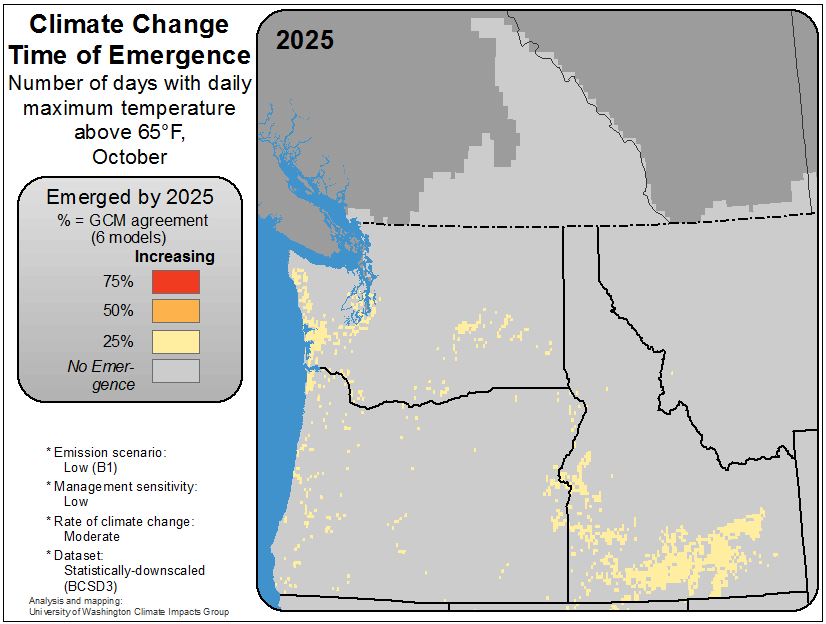 Climate Change
Time of Emergence
Number of days with daily
maximum temperature
above 65°F,
October
2025
Emerged by 2025
% = GCM agreement
(6 models)
Increasing
75%
50%
25%
No Emer-
gence
* Emission scenario:
Low (B1)
* Management sensitivity:
Low
* Rate of climate change:
Moderate
* Dataset:
Statistically-downscaled
(BCSD3)
Analysis and mapping:
University of Washington Climate Impacts Group